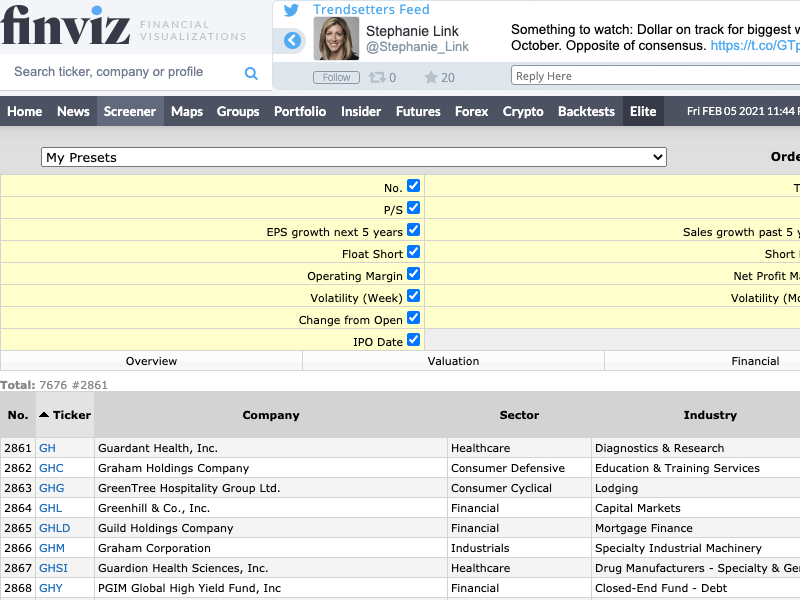 finviz FINANCIAL VISUALIZATIONS
Trendsetters Feed
Stephanie Link
@Stephanie_Link
Something to watch: Dollar on track for biggest w
October. Opposite of consensus. https://t.co/GTp
Follow 0 20 Reply Here
Search ticker, company or profile
Home News Screener Maps Groups Portfolio Insider Futures Forex Crypto Backtests Elite Fri FEB 05 2021 11:44 P
My Presets Orde
No. T
P/S
EPS growth next 5 years Sales growth past 5 y
Float Short Short
Operating Margin Net Profit Ma
Volatility (Week) Volatility (Mo
Change from Open
IPO Date
Overview Valuation Financial
Total: 7676 #2861
No. Ticker Company Sector Industry
2861 GH Guardant Health, Inc. Healthcare Diagnostics & Research
2862 GHC Graham Holdings Company Consumer Defensive Education & Training Services
2863 GHG GreenTree Hospitality Group Ltd. Consumer Cyclical Lodging
2864 GHL Greenhill & Co., Inc. Financial Capital Markets
2865 GHLD Guild Holdings Company Financial Mortgage Finance
2866 GHM Graham Corporation Industrials Specialty Industrial Machinery
2867 GHSI Guardion Health Sciences, Inc. Healthcare Drug Manufacturers - Specialty & Ge
2868 GHY PGIM Global High Yield Fund, Inc Financial Closed-End Fund - Debt